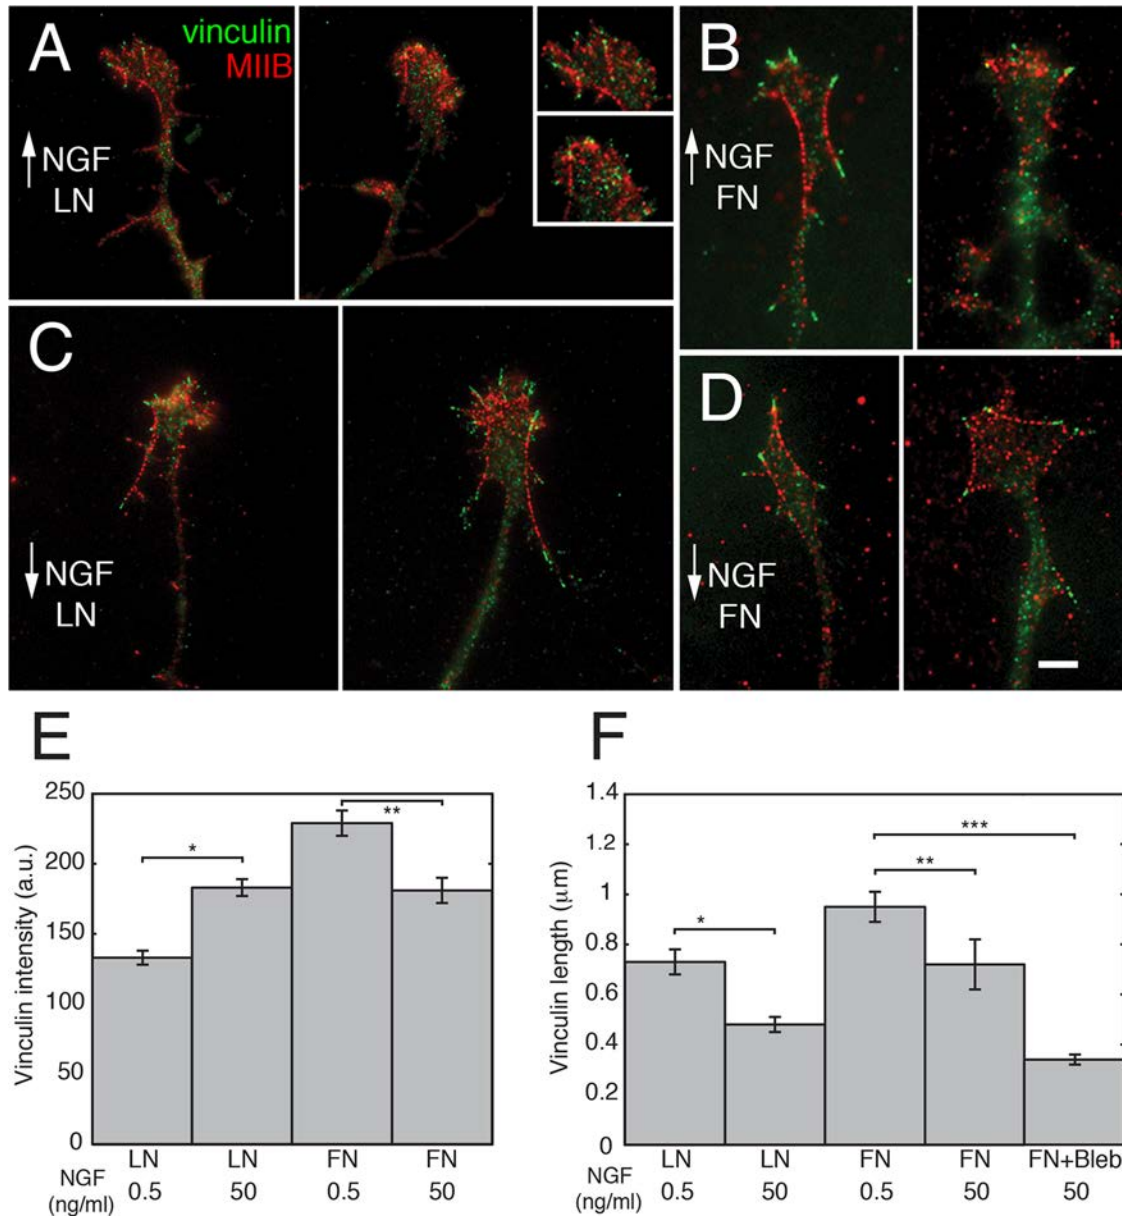 A
vinculin
MIIB
NGF
LN
B
NGF
FN
C
NGF
LN
D
NGF
FN
E
Vinculin intensity (a.u.)
250
200
150
100
50
0
*
**
LN LN FN FN
NGF (ng/ml) 0.5 50 0.5 50
F
Vinculin length (μm)
1.4
1.2
1
0.8
0.6
0.4
0.2
0
*
**
***
LN LN FN FN FN+Bleb
NGF (ng/ml) 0.5 50 0.5 50 50